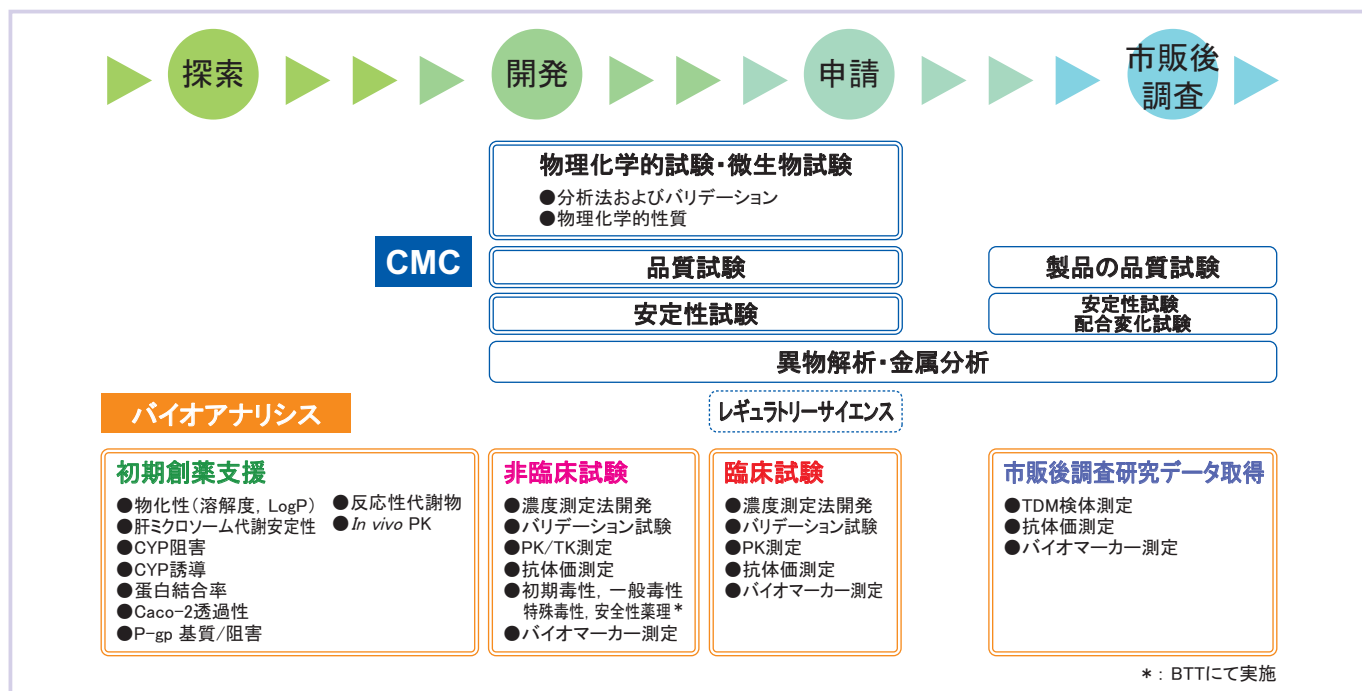 探索
開発
申請
市販後
調査
物理化学的試験・微生物試験
●分析法およびバリデーション
●物理化学的性質
CMC
品質試験
製品の品質試験
安定性試験
安定性試験
配合変化試験
異物解析・金属分析
バイオアナリシス
レギュラトリーサイエンス
初期創薬支援
●物化性(溶解度, LogP)
●肝ミクロソーム代謝安定性
●CYP阻害
●CYP誘導
●蛋白結合率
●Caco-2透過性
●P-gp 基質/阻害
●反応性代謝物
●In vivo PK
非臨床試験
●濃度測定法開発
●バリデーション試験
●PK/TK測定
●抗体価測定
●初期毒性, 一般毒性
特殊毒性, 安全性薬理*
●バイオマーカー測定
臨床試験
●濃度測定法開発
●バリデーション試験
●PK測定
●抗体価測定
●バイオマーカー測定
市販後調査研究データ取得
●TDM検体測定
●抗体価測定
●バイオマーカー測定
*: BTTにて実施